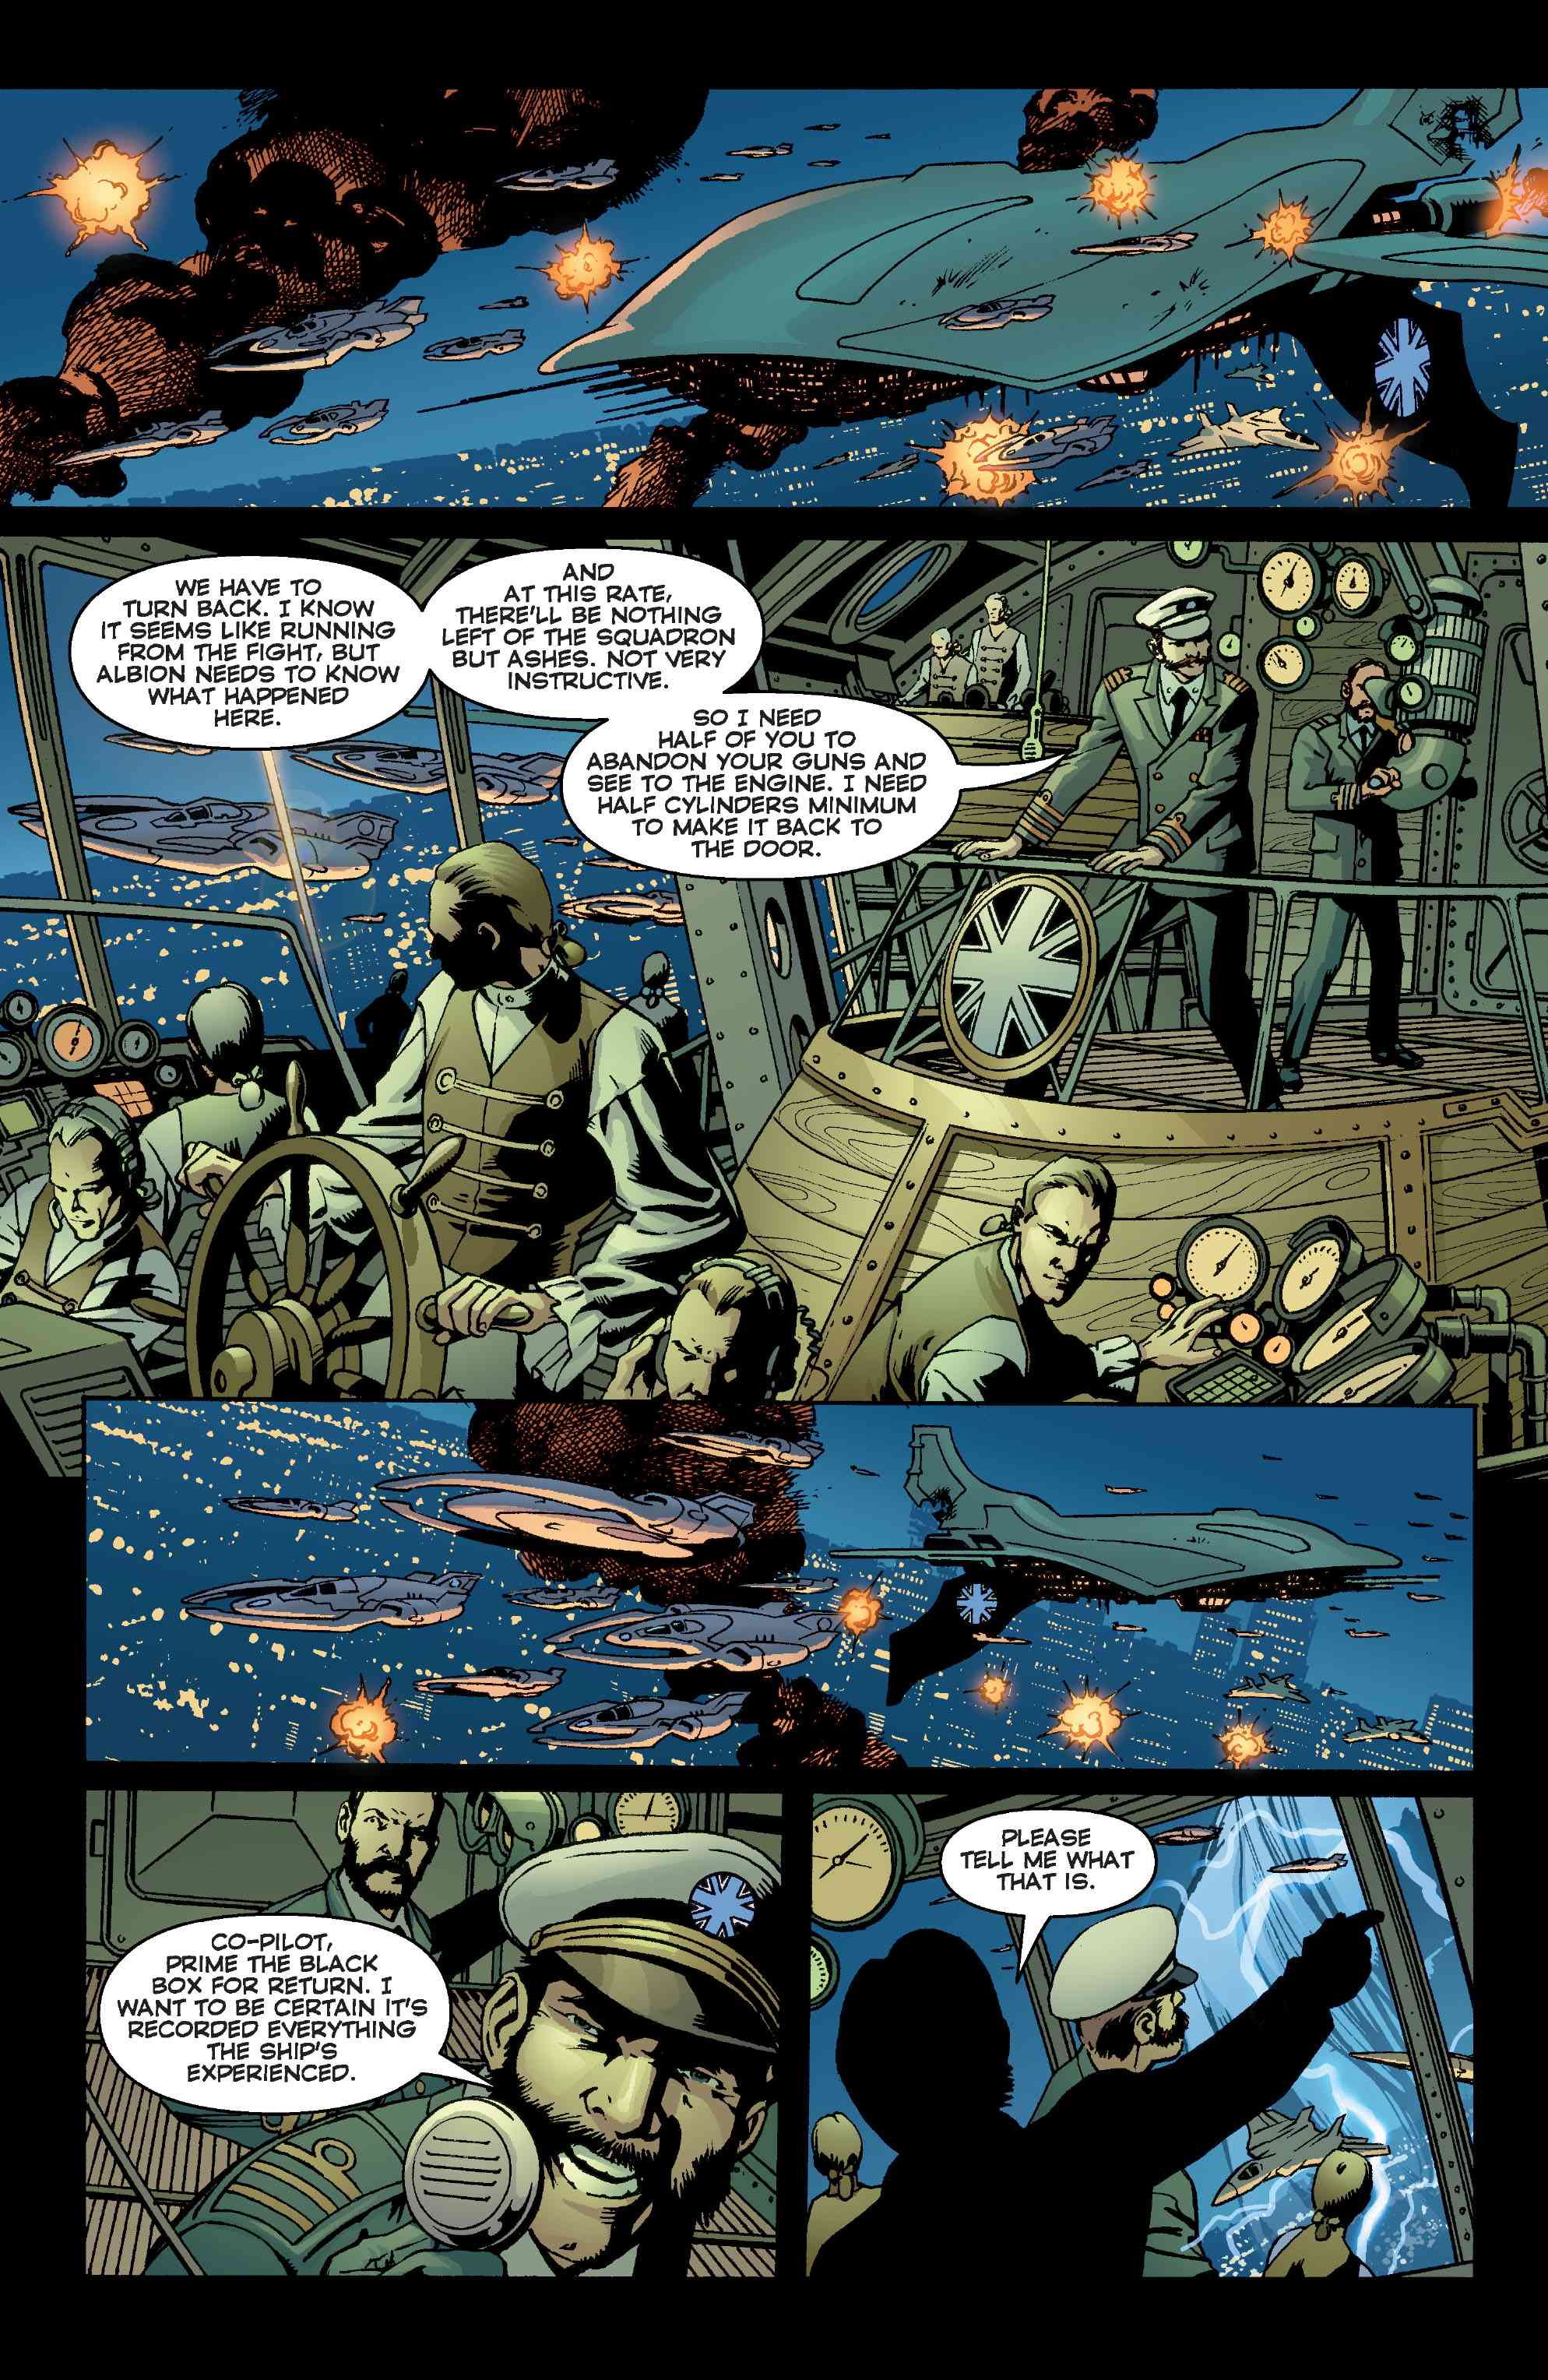 WE HAVE TO
TURN BACK. I KNOW
IT SEEMS LIKE RUNNING
FROM THE FIGHT, BUT
ALBION NEEDS TO KNOW
WHAT HAPPENED
HERE.
AND
AT THIS RATE,
THERE'LL BE NOTHING
LEFT OF THE SQUADRON
BUT ASHES. NOT VERY
INSTRUCTIVE.
SO I NEED
HALF OF YOU TO
ABANDON YOUR GUNS AND
SEE TO THE ENGINE. I NEED
HALF CYLINDERS MINIMUM
TO MAKE IT BACK TO
THE DOOR.
CO-PILOT,
PRIME THE BLACK
BOX FOR RETURN. I
WANT TO BE CERTAIN IT'S
RECORDED EVERYTHING
THE SHIP'S
EXPERIENCED.
PLEASE
TELL ME WHAT
THAT IS.